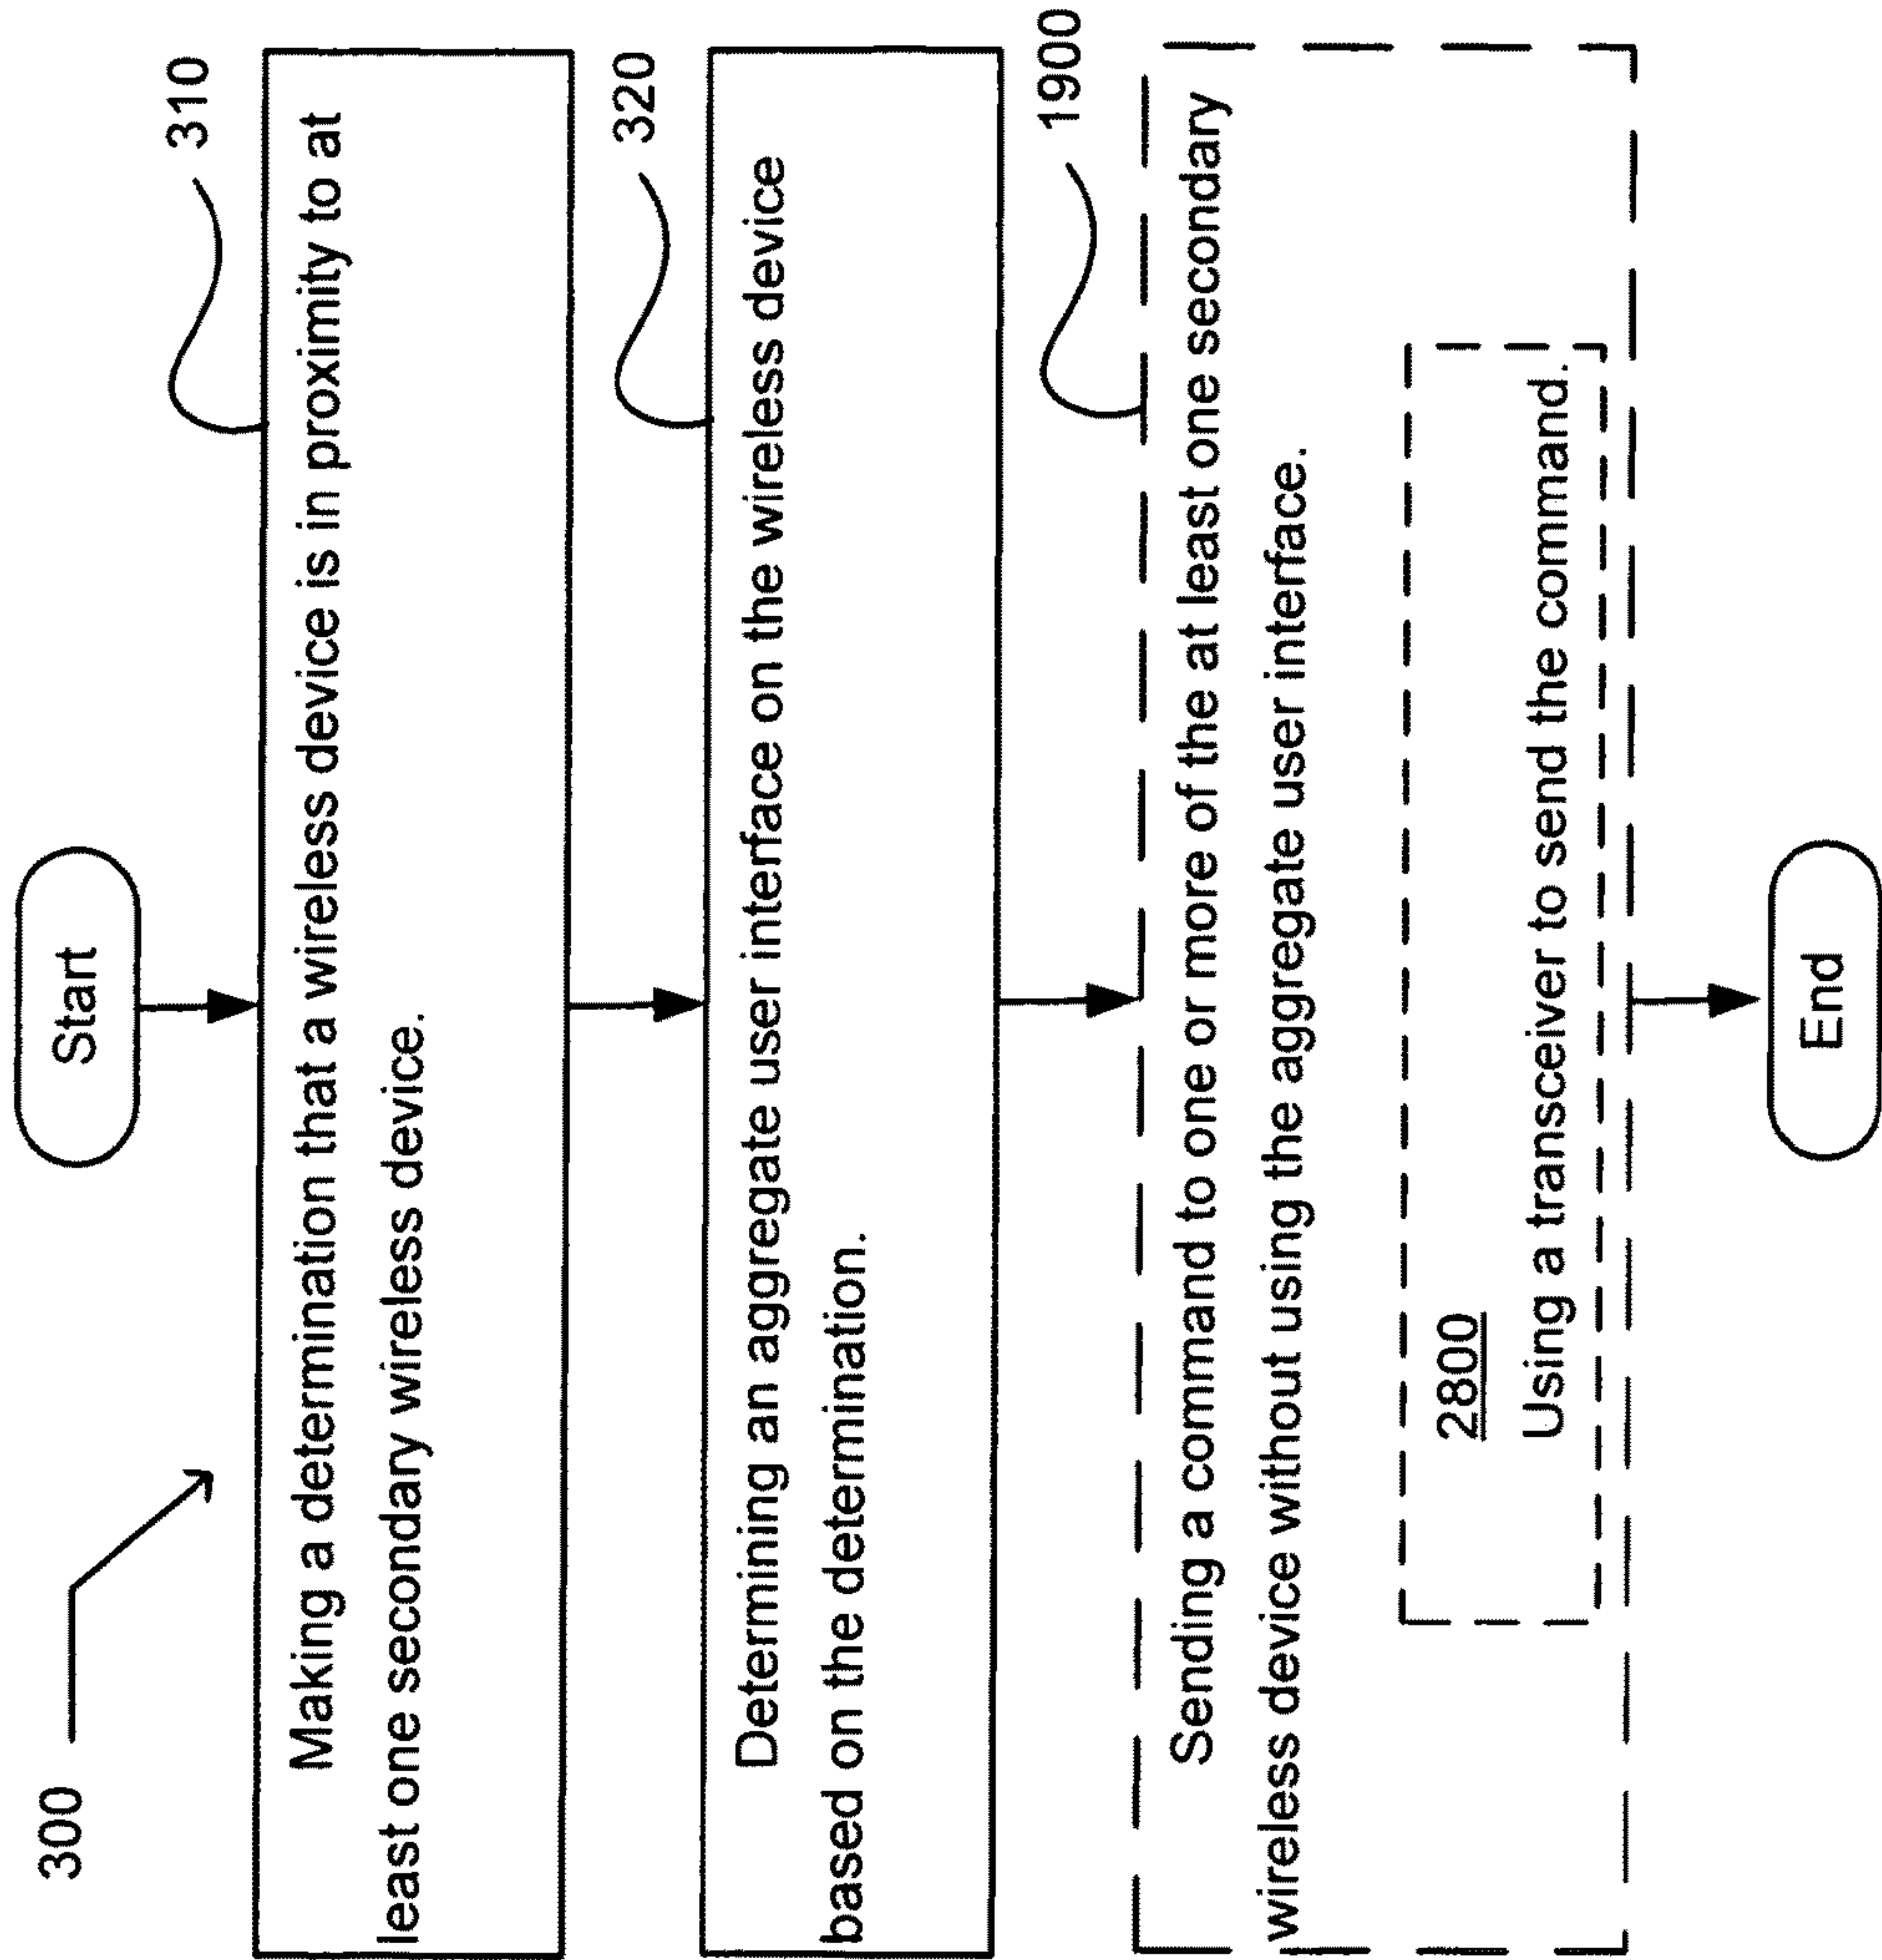 300
Start
310
Making a determination that a wireless device is in proximity to at
least one secondary wireless device.
320
Determining an aggregate user interface on the wireless device
based on the determination.
1900
Sending a command to one or more of the at least one secondary
wireless device without using the aggregate user interface.
2800
Using a transceiver to send the command.
End